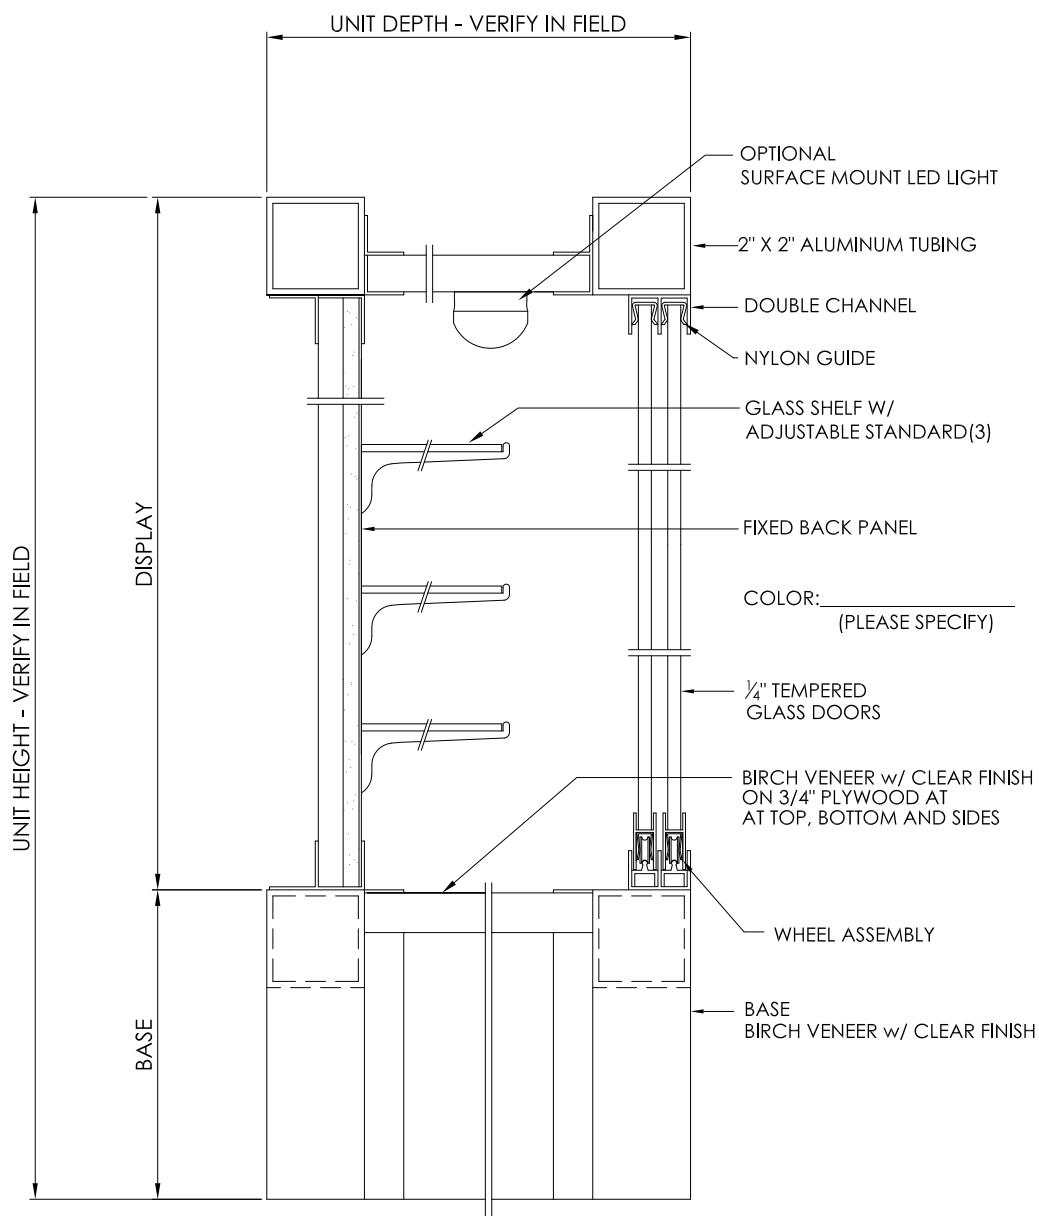 UNIT DEPTH - VERIFY IN FIELD
OPTIONAL
SURFACE MOUNT LED LIGHT
2" X 2" ALUMINUM TUBING
DOUBLE CHANNEL
NYLON GUIDE
GLASS SHELF W/
ADJUSTABLE STANDARD(3)
FIXED BACK PANEL
COLOR:
(PLEASE SPECIFY)
¼" TEMPERED
GLASS DOORS
BIRCH VENEER w/ CLEAR FINISH
ON 3/4" PLYWOOD AT
AT TOP, BOTTOM AND SIDES
WHEEL ASSEMBLY
BASE
BIRCH VENEER w/ CLEAR FINISH
UNIT HEIGHT - VERIFY IN FIELD
DISPLAY
BASE